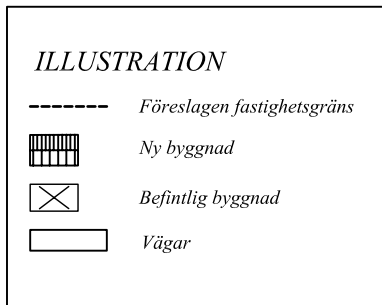 ILLUSTRATION
Föreslagen fastighetsgräns
Ny byggnad
Befintlig byggnad
Vägar